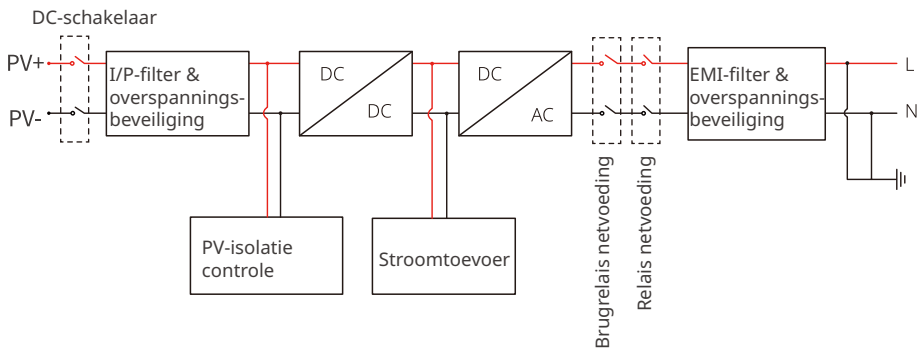 DC-schakelaar
PV+
PV-
I/P-filter &
overspannings-
beveiliging
DC
DC
DC
AC
EMI-filter &
overspannings-
beveiliging
L
N
PV-isolatie
controle
Stroomtoevoer
Brugrelais netvoeding
Relais netvoeding